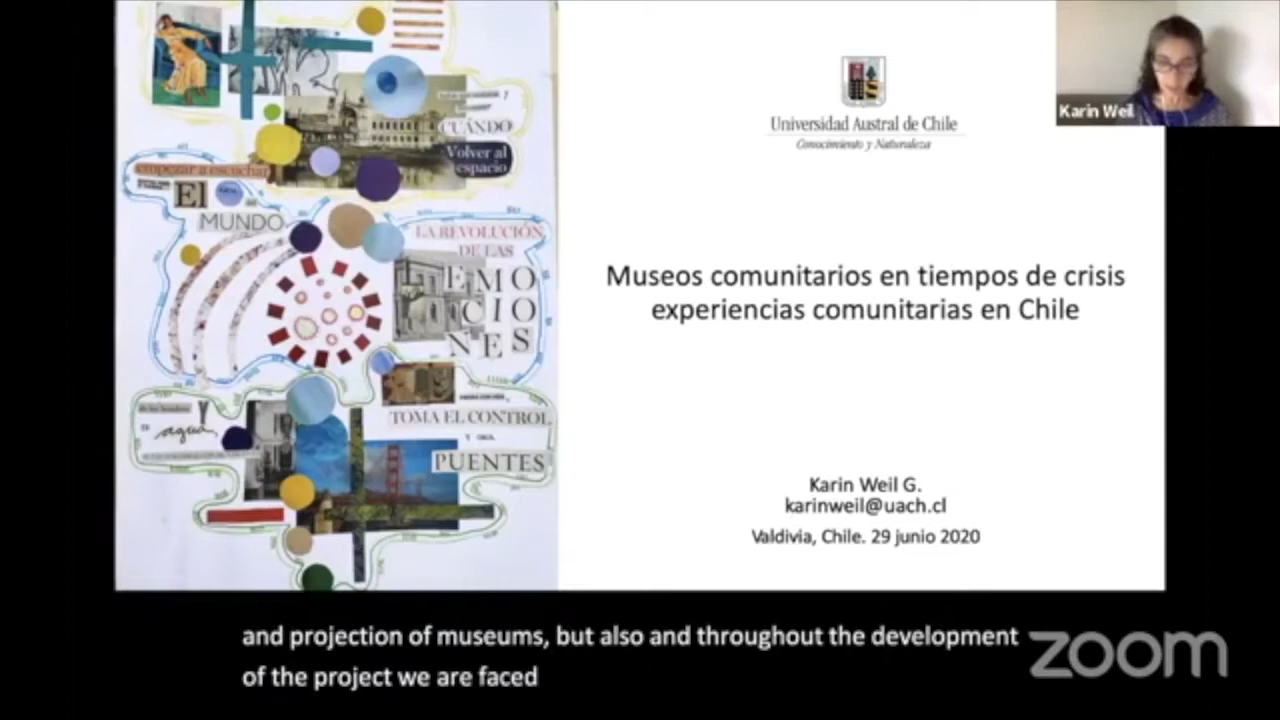 CUÁNDO
Volver al
espacio
empezar a escuchar
El
MUNDO
LA REVOLUCIÓN
DE LAS
EMO
CIO
NES
Y
agua,
TOMA EL CONTROL
Y
PUENTES
Universidad Austral de Chile
Conocimiento y Naturaleza
Museos comunitarios en tiempos de crisis
experiencias comunitarias en Chile
Karin Weil G.
karinweil@uach.cl
Valdivia, Chile. 29 junio 2020
Karin Weil
and projection of museums, but also and throughout the development
of the project we are faced
zoom